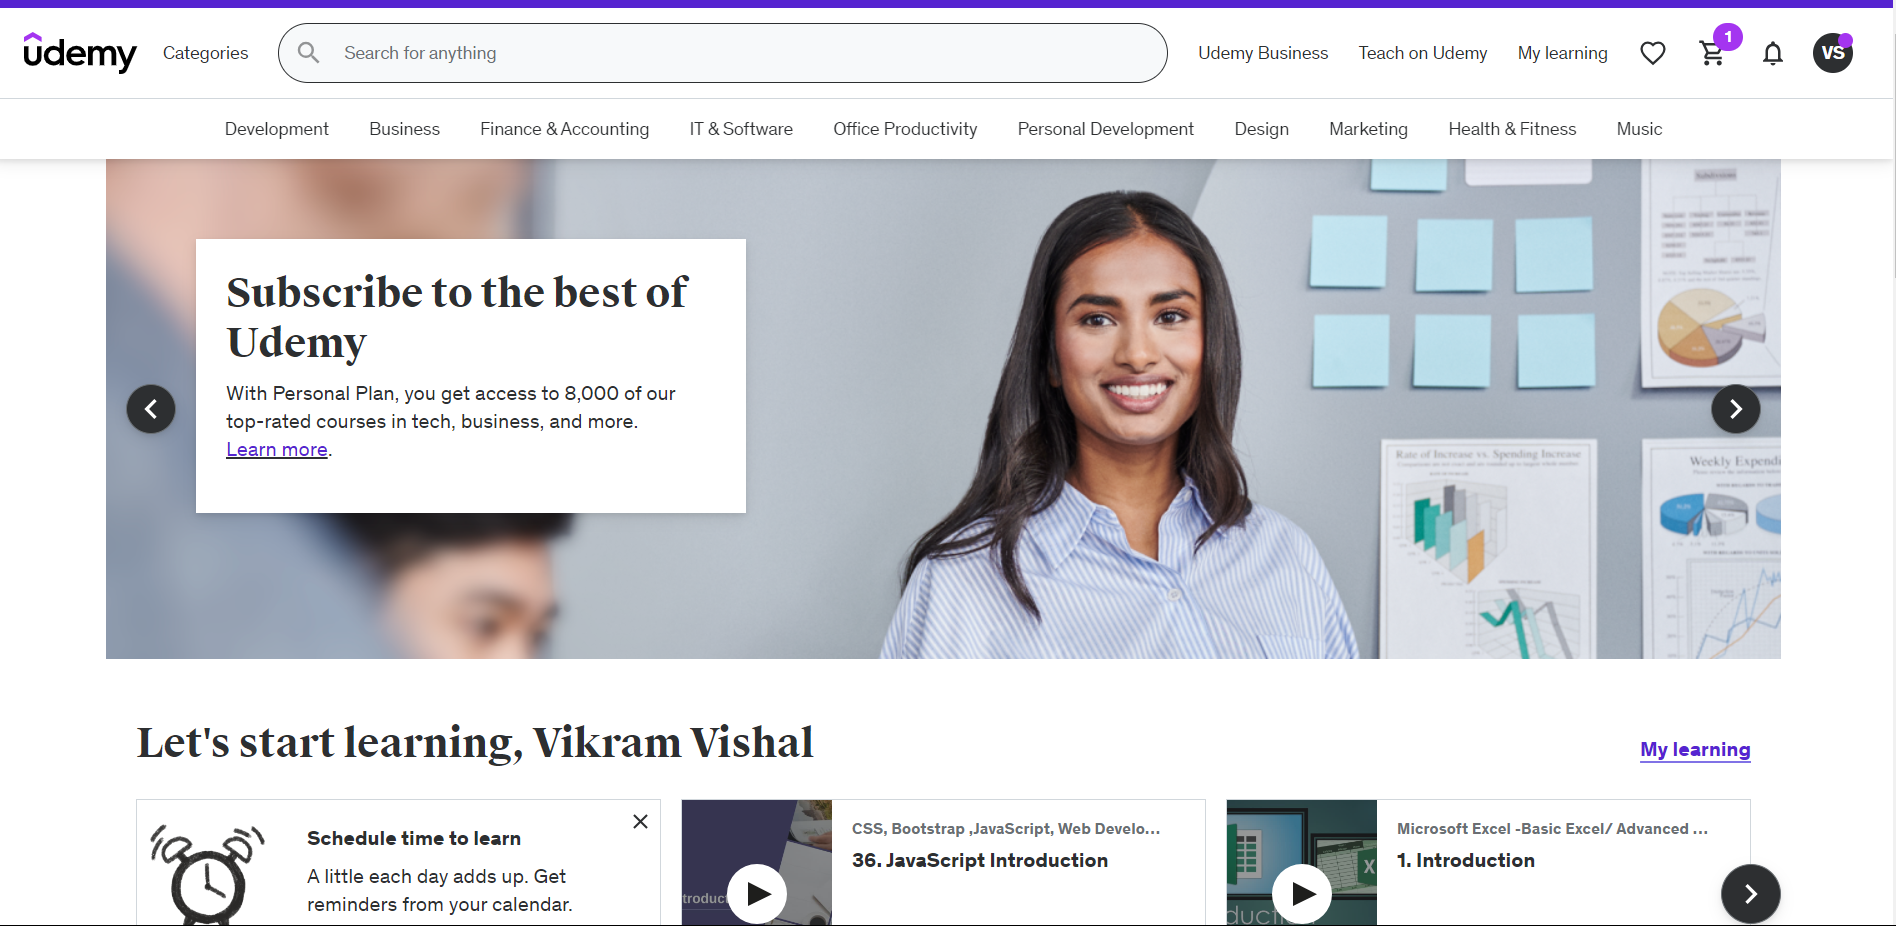 udemy
Categories
Search for anything
Udemy Business
Teach on Udemy
My learning
1
VS
Development
Business
Finance & Accounting
IT & Software
Office Productivity
Personal Development
Design
Marketing
Health & Fitness
Music
Subscribe to the best of
Udemy
With Personal Plan, you get access to 8,000 of our
top-rated courses in tech, business, and more.
Learn more.
Rate of Increase vs. Spending Increase
Weekly Expendi
Let's start learning, Vikram Vishal
My learning
Schedule time to learn
A little each day adds up. Get
reminders from your calendar.
troduct
CSS, Bootstrap ,JavaScript, Web Develo...
36. JavaScript Introduction
X
duction
Microsoft Excel -Basic Excel/ Advanced ...
1. Introduction